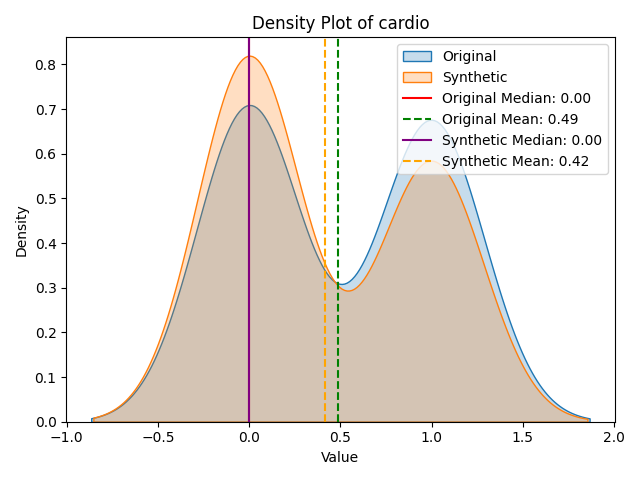 Density Plot of cardio
Original
Synthetic
Original Median: 0.00
Original Mean: 0.49
Synthetic Median: 0.00
Synthetic Mean: 0.42
Density
0.8
0.7
0.6
0.5
0.4
0.3
0.2
0.1
0.0
−1.0 −0.5 0.0 0.5 1.0 1.5 2.0
Value